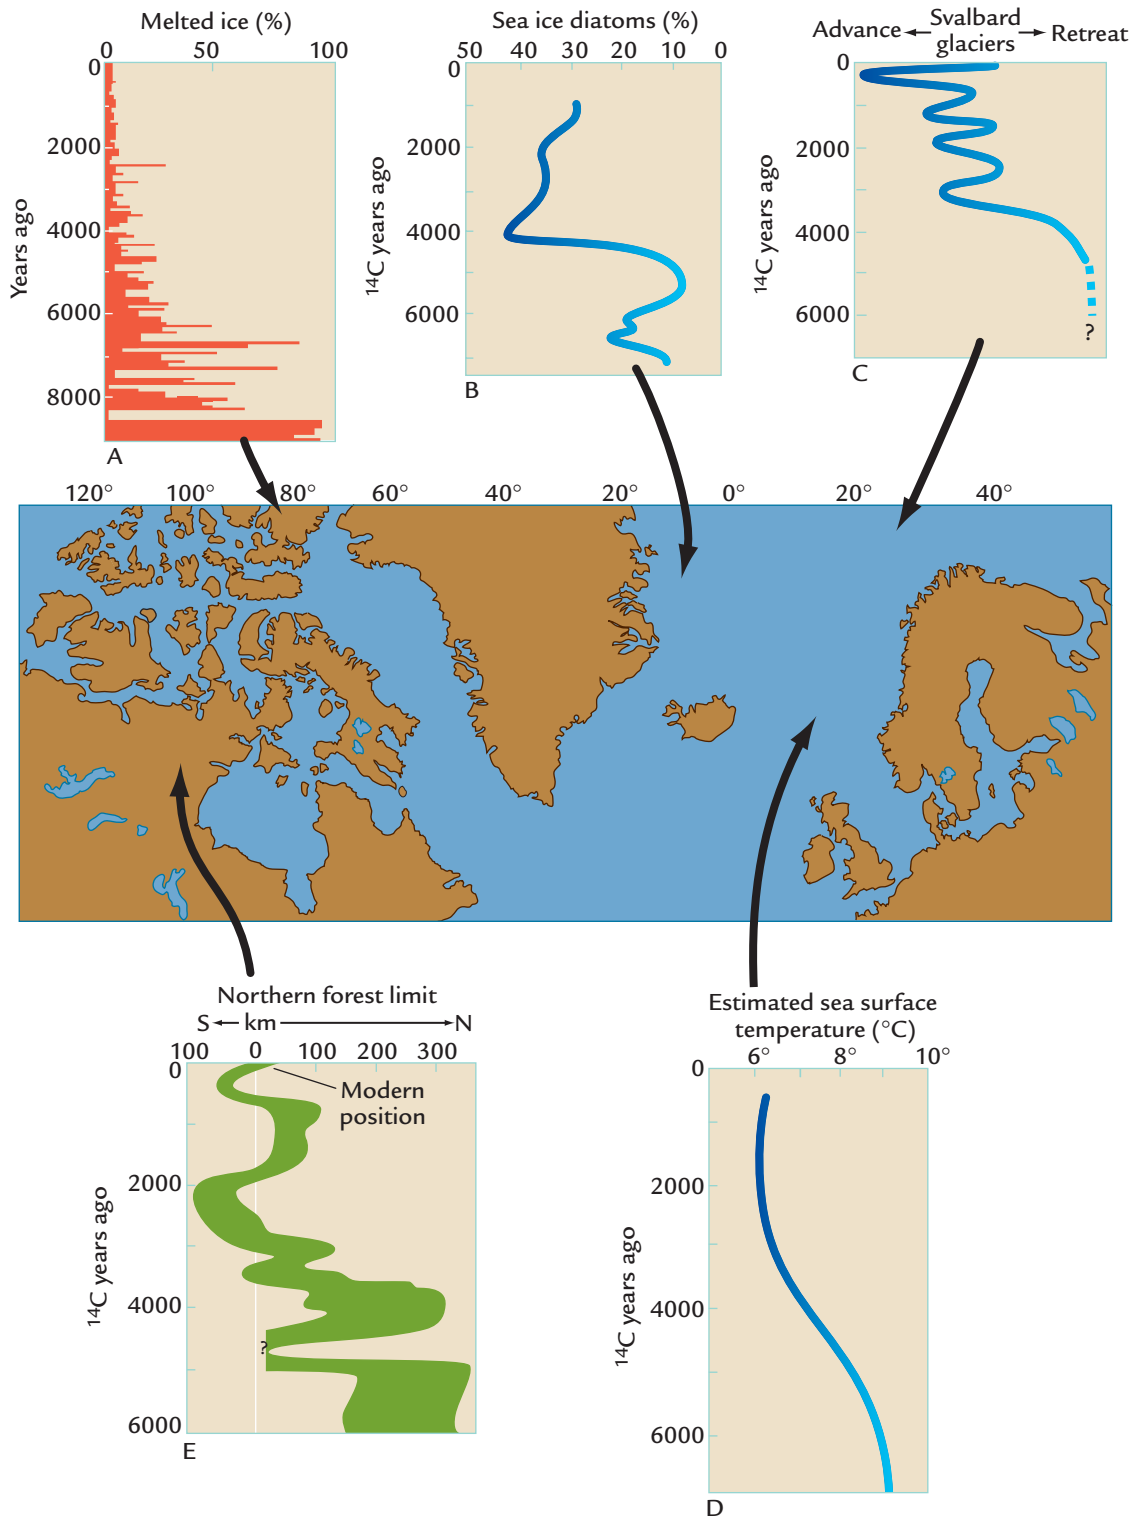 Melted ice (%)
0 50 100
0
2000
4000
6000
8000
Years ago
A
Sea ice diatoms (%)
50 40 30 20 10 0
0
2000
4000
6000
¹⁴C years ago
B
Advance ← Svalbard glaciers → Retreat
0
2000
4000
6000
¹⁴C years ago
?
C
120° 100° 80° 60° 40° 20° 0° 20° 40°
Northern forest limit
S ← km → N
100 0 100 200 300
0
2000
4000
6000
¹⁴C years ago
Modern
position
?
E
Estimated sea surface
temperature (°C)
6° 8° 10°
0
2000
4000
6000
¹⁴C years ago
D